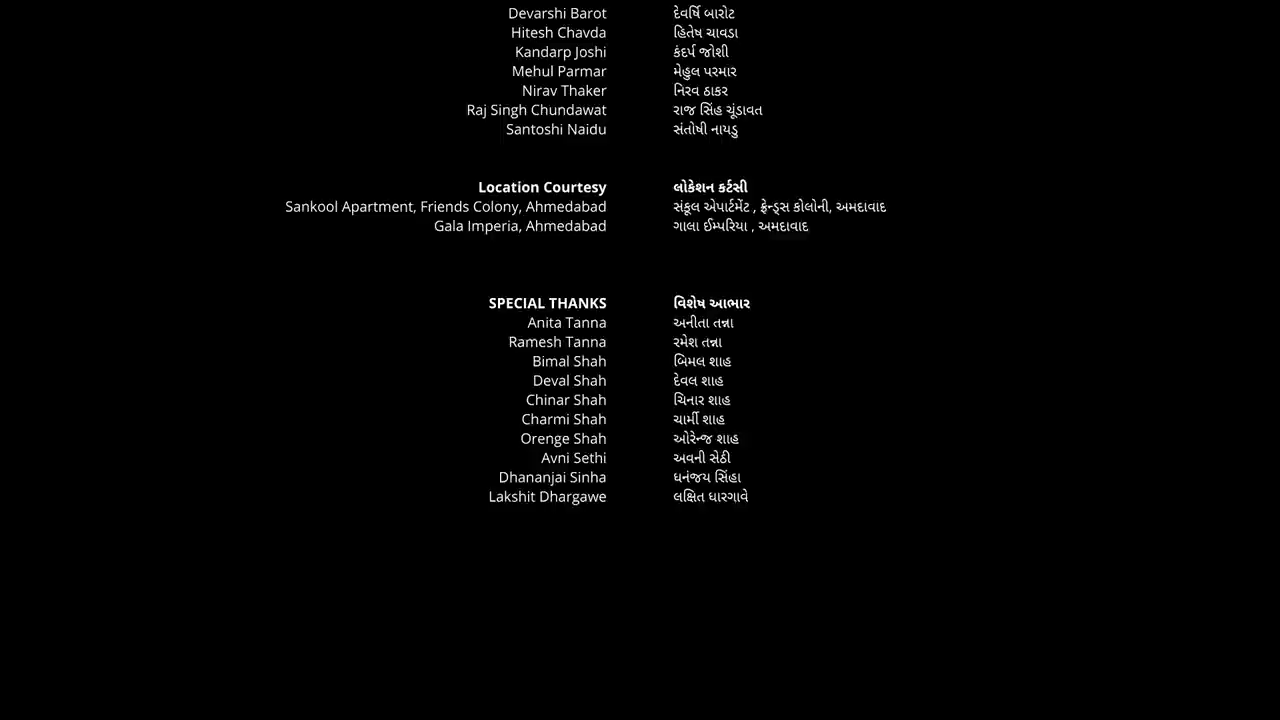 Devarshi Barot દેવર્ષિ બારોટ
Hitesh Chavda હિતેષ ચાવડા
Kandarp Joshi કંદર્પ જોશી
Mehul Parmar મેહુલ પરમાર
Nirav Thaker નિરવ ઠાકર
Raj Singh Chundawat રાજ સિંહ ચૂંડાવત
Santoshi Naidu સંતોષી નાયડુ
Location Courtesy લોકેશન કર્ટસી
Sankool Apartment, Friends Colony, Ahmedabad સંકૂલ એપાર્ટમેંટ , ફ્રેન્ડ્સ કોલોની, અમદાવાદ
Gala Imperia, Ahmedabad ગાલા ઈમ્પરિયા , અમદાવાદ
SPECIAL THANKS વિશેષ આભાર
Anita Tanna અનીતા તન્ના
Ramesh Tanna રમેશ તન્ના
Bimal Shah બિમલ શાહ
Deval Shah દેવલ શાહ
Chinar Shah ચિનાર શાહ
Charmi Shah ચાર્મી શાહ
Orenge Shah ઓરેન્જ શાહ
Avni Sethi અવની સેઠી
Dhananjai Sinha ધનંજય સિંહા
Lakshit Dhargawe લક્ષિત ધારગાવે